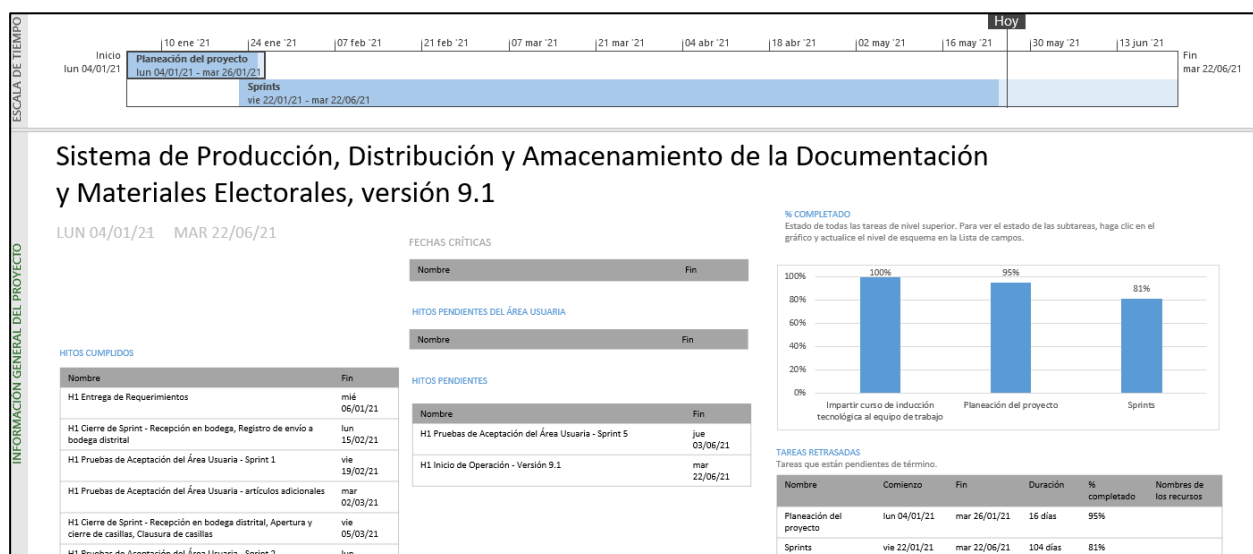 ESCALA DE TIEMPO
Hoy
10 ene '21 24 ene '21 07 feb '21 21 feb '21 07 mar '21 21 mar '21 04 abr '21 18 abr '21 02 may '21 16 may '21 30 may '21 13 jun '21
Inicio
lun 04/01/21
Planeación del proyecto
lun 04/01/21 - mar 26/01/21
Sprints
vie 22/01/21 - mar 22/06/21
Fin
mar 22/06/21
INFORMACIÓN GENERAL DEL PROYECTO
Sistema de Producción, Distribución y Amacenamiento de la Documentación
y Materiales Electorales, versión 9.1
LUN 04/01/21 MAR 22/06/21
HITOS CUMPLIDOS
Nombre Fin
H1 Entrega de Requerimientos mié
06/01/21
H1 Cierre de Sprint - Recepción en bodega, Registro de envío a lun
bodega distrital 15/02/21
H1 Pruebas de Aceptación del Área Usuaria - Sprint 1 vie
19/02/21
H1 Pruebas de Aceptación del Área Usuaria - artículos adicionales mar
02/03/21
H1 Cierre de Sprint - Recepción en bodega distrital, Apertura y vie
cierre de casillas, Clausura de casillas 05/03/21
H1 Pruebas de Aceptación del Área Usuaria - Sprint 2 lun
FECHAS CRÍTICAS
Nombre Fin
HITOS PENDIENTES DEL ÁREA USUARIA
Nombre Fin
HITOS PENDIENTES
Nombre Fin
H1 Pruebas de Aceptación del Área Usuaria - Sprint 5 jue
03/06/21
H1 Inicio de Operación - Versión 9.1 mar
22/06/21
% COMPLETADO
Estado de todas las tareas de nivel superior. Para ver el estado de las subtareas, haga clic en el
gráfico y actualice el nivel de esquema en la Lista de campos.
100%
80%
60%
40%
20%
0%
100% 95% 81%
Impartir curso de inducción Planeación del proyecto Sprints
tecnológica al equipo de trabajo
TAREAS RETRASADAS
Tareas que están pendientes de término.
Nombre Comienzo Fin Duración % Nombres de
completado los recursos
Planeación del lun 04/01/21 mar 26/01/21 16 días 95%
proyecto
Sprints vie 22/01/21 mar 22/06/21 104 días 81%